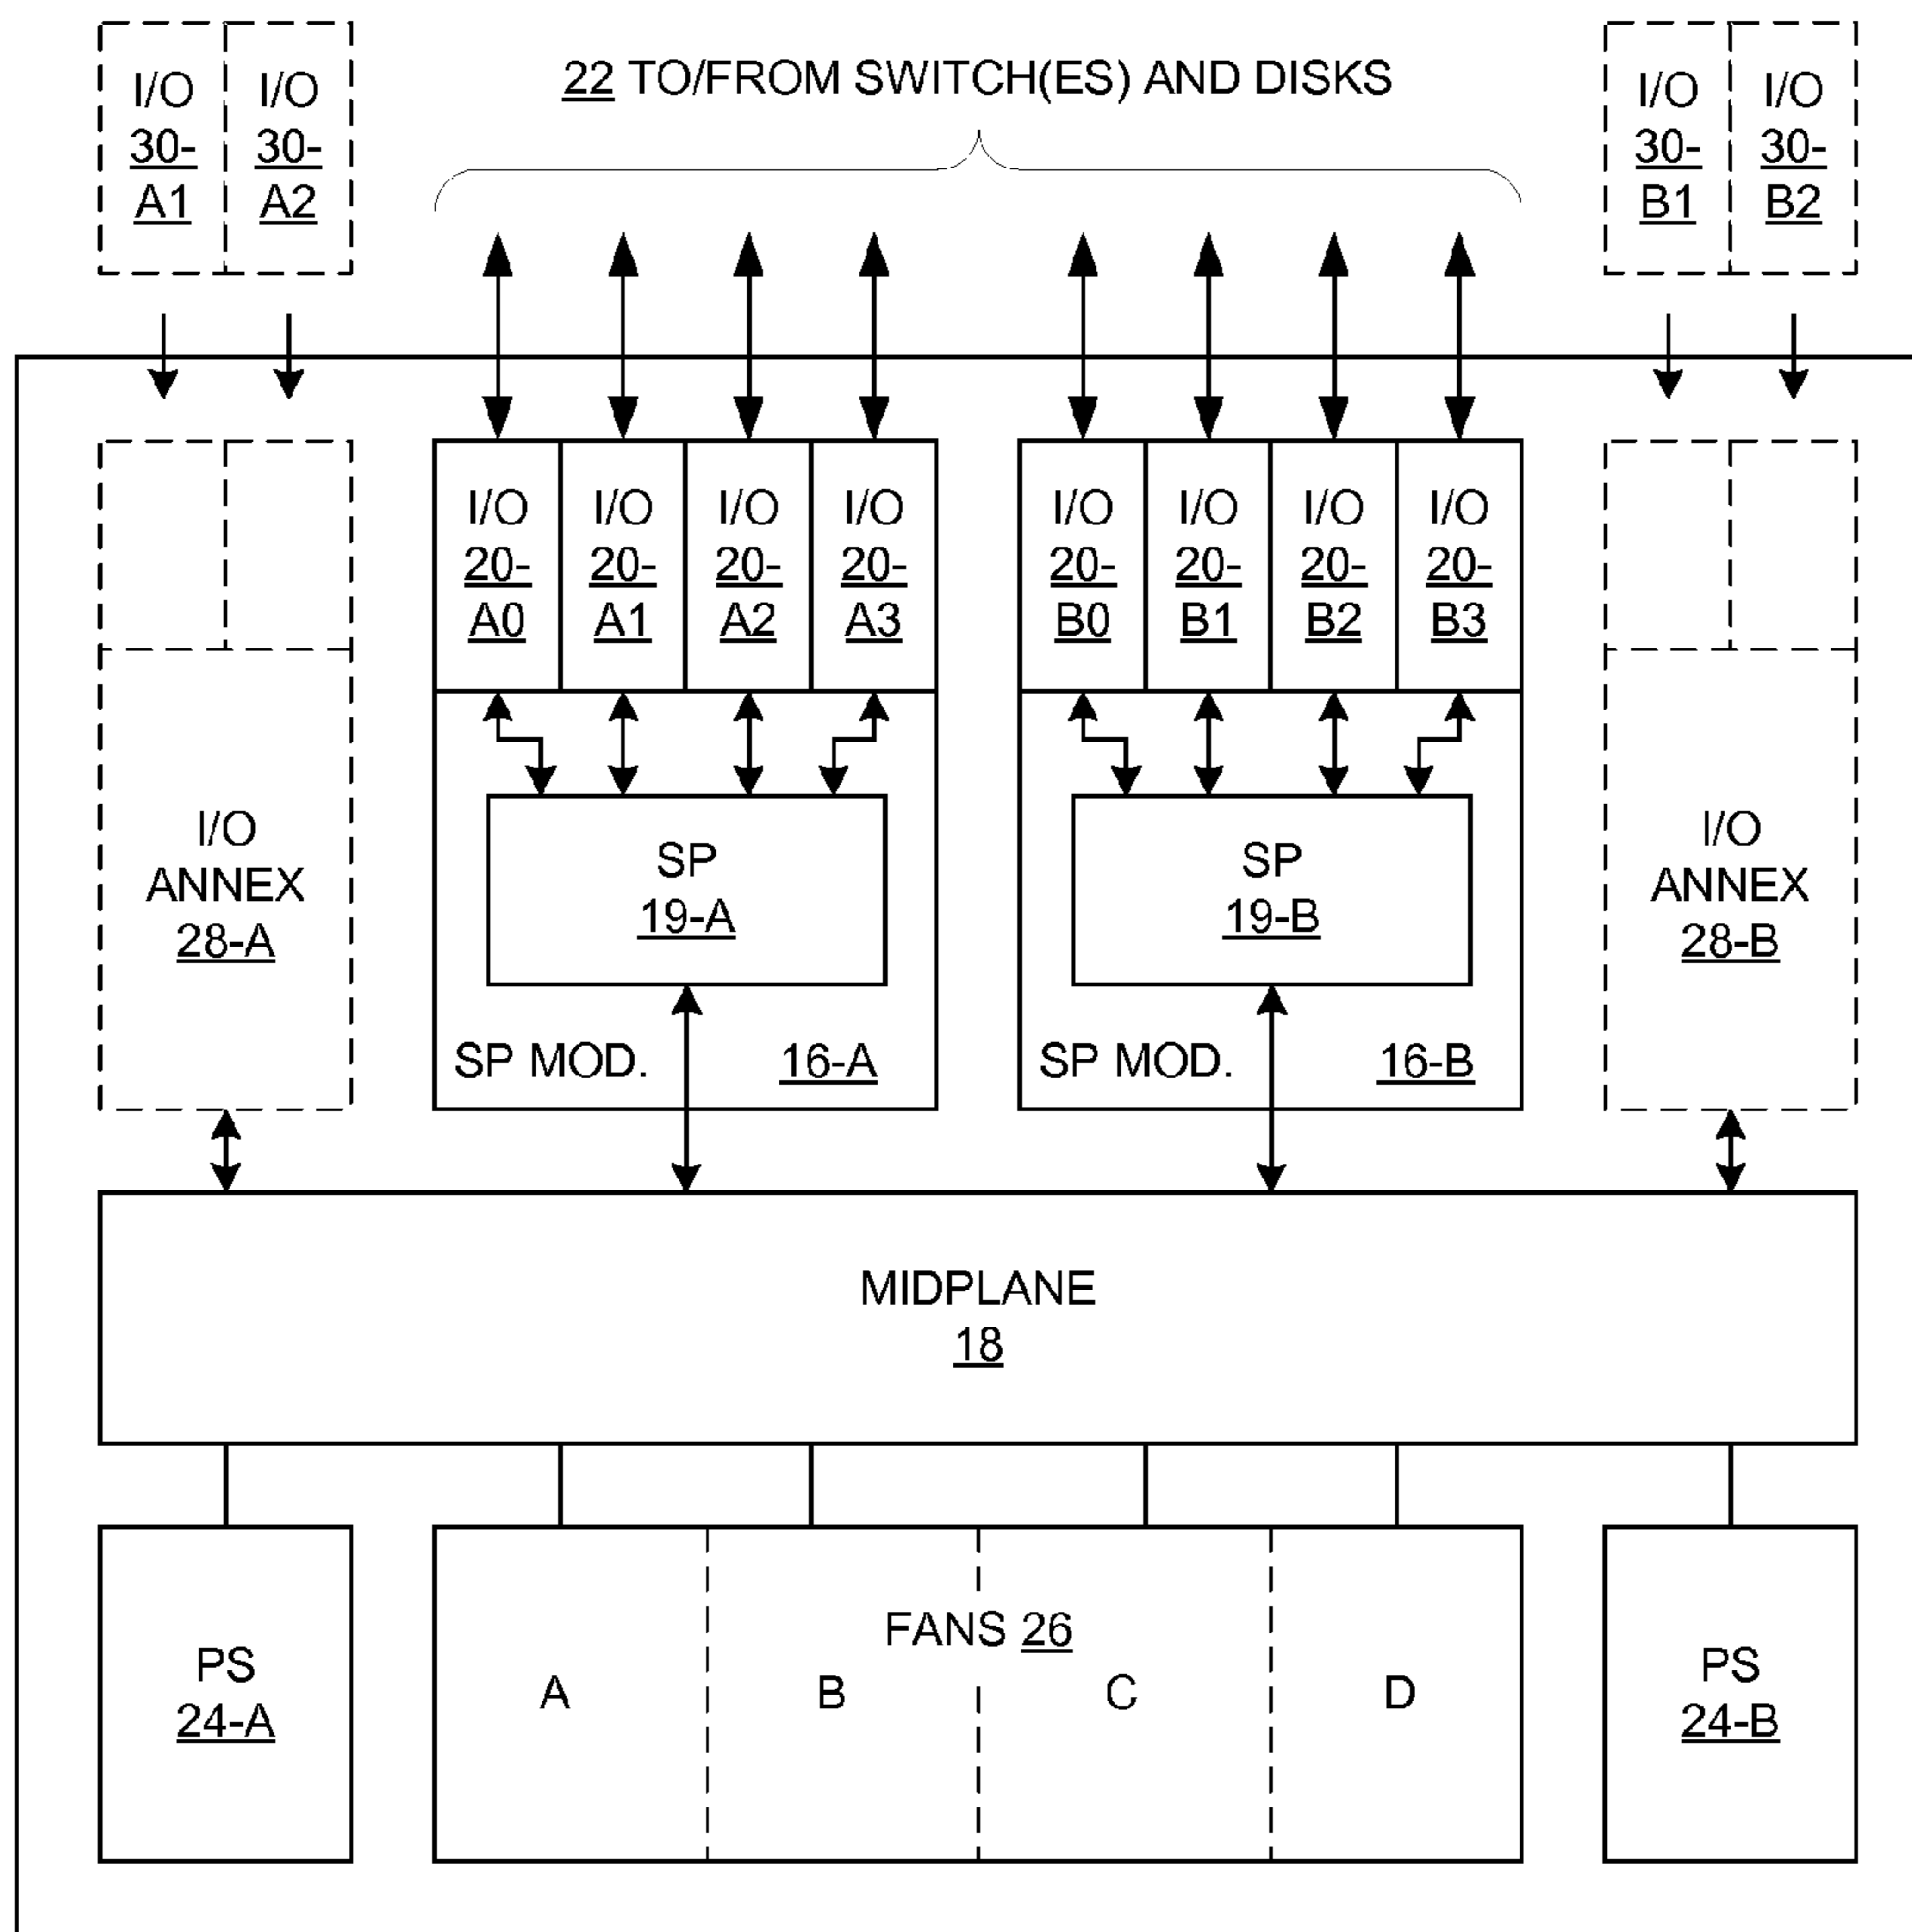 I/O
30-
A1
I/O
30-
A2
22 TO/FROM SWITCH(ES) AND DISKS
I/O
30-
B1
I/O
30-
B2
I/O
20-
A0
I/O
20-
A1
I/O
20-
A2
I/O
20-
A3
I/O
20-
B0
I/O
20-
B1
I/O
20-
B2
I/O
20-
B3
I/O
ANNEX
28-A
SP
19-A
SP MOD. 16-A
SP
19-B
SP MOD. 16-B
I/O
ANNEX
28-B
MIDPLANE
18
PS
24-A
FANS 26
A B C D
PS
24-B